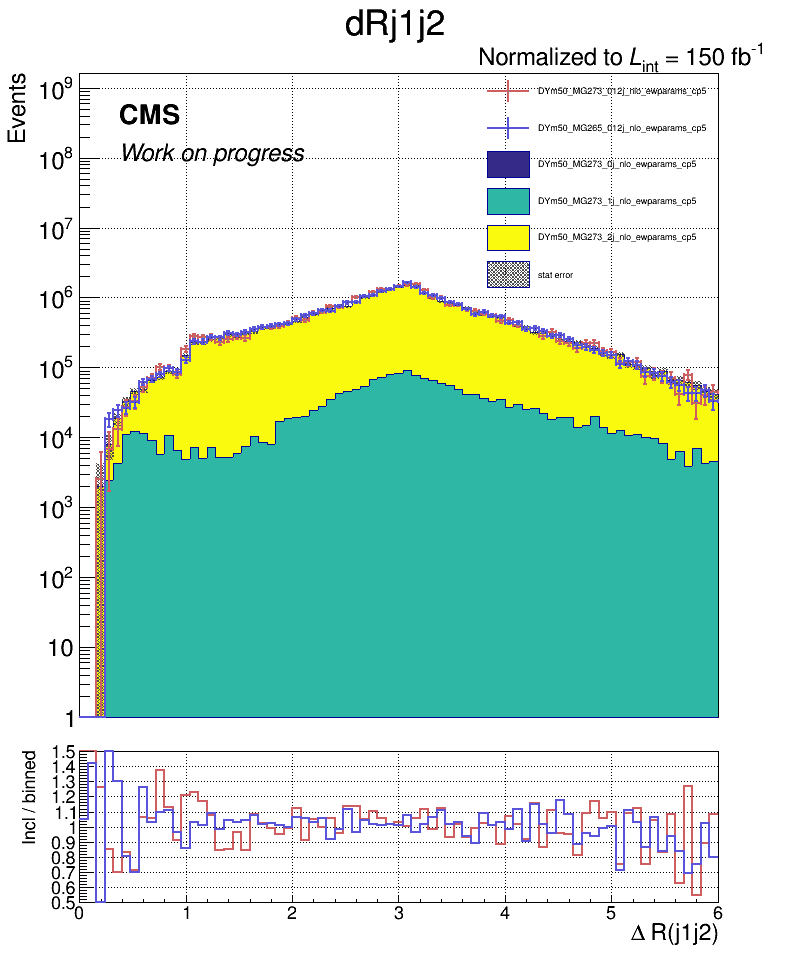 dRj1j2
Normalized to Lint = 150 fb-1
Events
CMS
Work on progress
DYm50_MG273_012j_nlo_ewparams_cp5
DYm50_MG265_012j_nlo_ewparams_cp5
DYm50_MG273_0j_nlo_ewparams_cp5
DYm50_MG273_1j_nlo_ewparams_cp5
DYm50_MG273_2j_nlo_ewparams_cp5
stat error
10^9
10^8
10^7
10^6
10^5
10^4
10^3
10^2
10
1
Incl / binned
1.5
1.4
1.3
1.2
1.1
1
0.9
0.8
0.7
0.6
0.5
0 1 2 3 4 5 6
Δ R(j1j2)